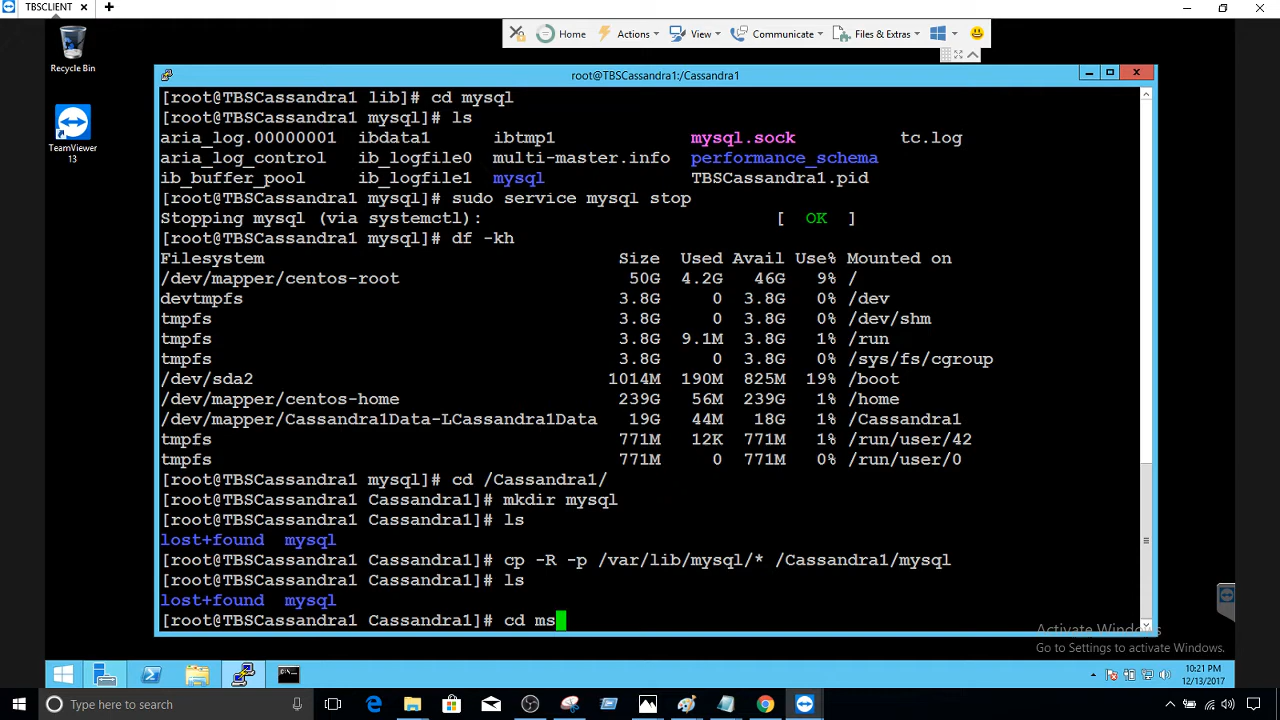 TBSCLIENT
Home Actions View Communicate Files & Extras
Recycle Bin
TeamViewer
13
root@TBSCassandra1:/Cassandra1
[root@TBSCassandra1 lib]# cd mysql
[root@TBSCassandra1 mysql]# ls
aria_log.00000001 ibdata1 ibtmp1 mysql.sock tc.log
aria_log_control ib_logfile0 multi-master.info performance_schema
ib_buffer_pool ib_logfile1 mysql TBSCassandra1.pid
[root@TBSCassandra1 mysql]# sudo service mysql stop
Stopping mysql (via systemctl): [ OK ]
[root@TBSCassandra1 mysql]# df -kh
Filesystem Size Used Avail Use% Mounted on
/dev/mapper/centos-root 50G 4.2G 46G 9% /
devtmpfs 3.8G 0 3.8G 0% /dev
tmpfs 3.8G 0 3.8G 0% /dev/shm
tmpfs 3.8G 9.1M 3.8G 1% /run
tmpfs 3.8G 0 3.8G 0% /sys/fs/cgroup
/dev/sda2 1014M 190M 825M 19% /boot
/dev/mapper/centos-home 239G 56M 239G 1% /home
/dev/mapper/Cassandra1Data-LCassandra1Data 19G 44M 18G 1% /Cassandra1
tmpfs 771M 12K 771M 1% /run/user/42
tmpfs 771M 0 771M 0% /run/user/0
[root@TBSCassandra1 mysql]# cd /Cassandra1/
[root@TBSCassandra1 Cassandra1]# mkdir mysql
[root@TBSCassandra1 Cassandra1]# ls
lost+found mysql
[root@TBSCassandra1 Cassandra1]# cp -R -p /var/lib/mysql/* /Cassandra1/mysql
[root@TBSCassandra1 Cassandra1]# ls
lost+found mysql
[root@TBSCassandra1 Cassandra1]# cd ms
Activate Windows
Go to Settings to activate Windows.
10:21 PM
12/13/2017
Type here to search